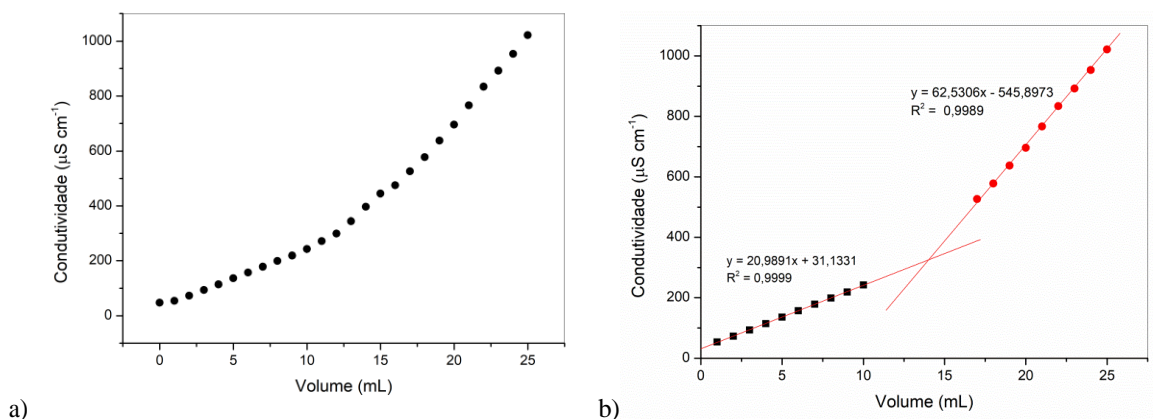 1000
800
600
400
200
0
Condutividade (µS cm⁻¹)
0 5 10 15 20 25
Volume (mL)
a)
1000
800
600
400
200
0
Condutividade (µS cm⁻¹)
y = 62,5306x - 545,8973
R² = 0,9989
y = 20,9891x + 31,1331
R² = 0,9999
0 5 10 15 20 25
Volume (mL)
b)